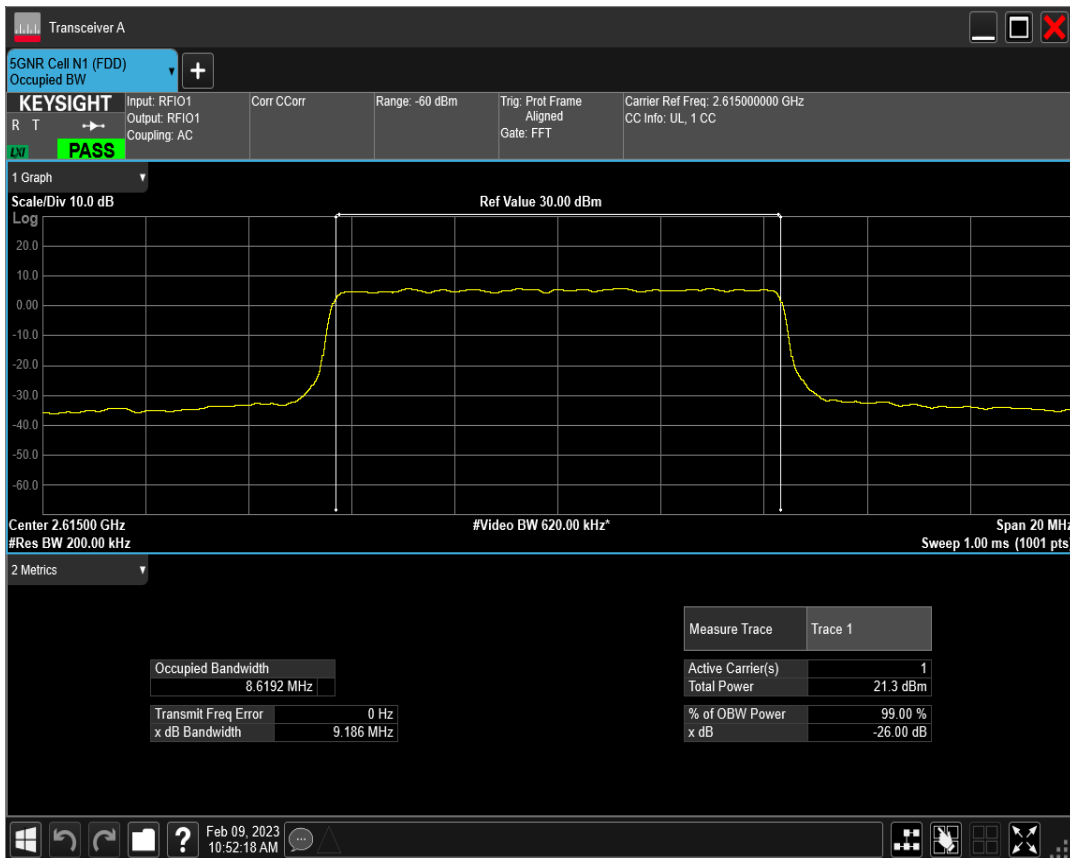 Transceiver A
5GNR Cell N1 (FDD)
Occupied BW
KEYSIGHT
R T
LXI
PASS
Input: RFIO1
Output: RFIO1
Coupling: AC
Corr CCorr
Range: -60 dBm
Trig: Prot Frame
Aligned
Gate: FFT
Carrier Ref Freq: 2.615000000 GHz
CC Info: UL, 1 CC
1 Graph
Scale/Div 10.0 dB
Ref Value 30.00 dBm
Log
20.0
10.0
0.00
-10.0
-20.0
-30.0
-40.0
-50.0
-60.0
Center 2.61500 GHz
#Video BW 620.00 kHz*
Span 20 MHz
#Res BW 200.00 kHz
Sweep 1.00 ms (1001 pts)
2 Metrics
Measure Trace Trace 1
Occupied Bandwidth
8.6192 MHz
Active Carrier(s) 1
Total Power 21.3 dBm
Transmit Freq Error 0 Hz
x dB Bandwidth 9.186 MHz
% of OBW Power 99.00 %
x dB -26.00 dB
?
Feb 09, 2023
10:52:18 AM